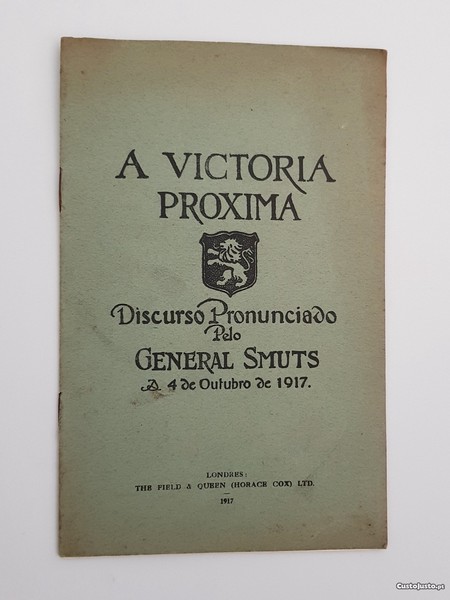 A VICTORIA
PROXIMA
Discurso Pronunciado
Pelo
GENERAL SMUTS
A 4 de Outubro de 1917.
LONDRES:
THE FIELD & QUEEN (HORACE COX) LTD.
1917
CustoJusto.pt